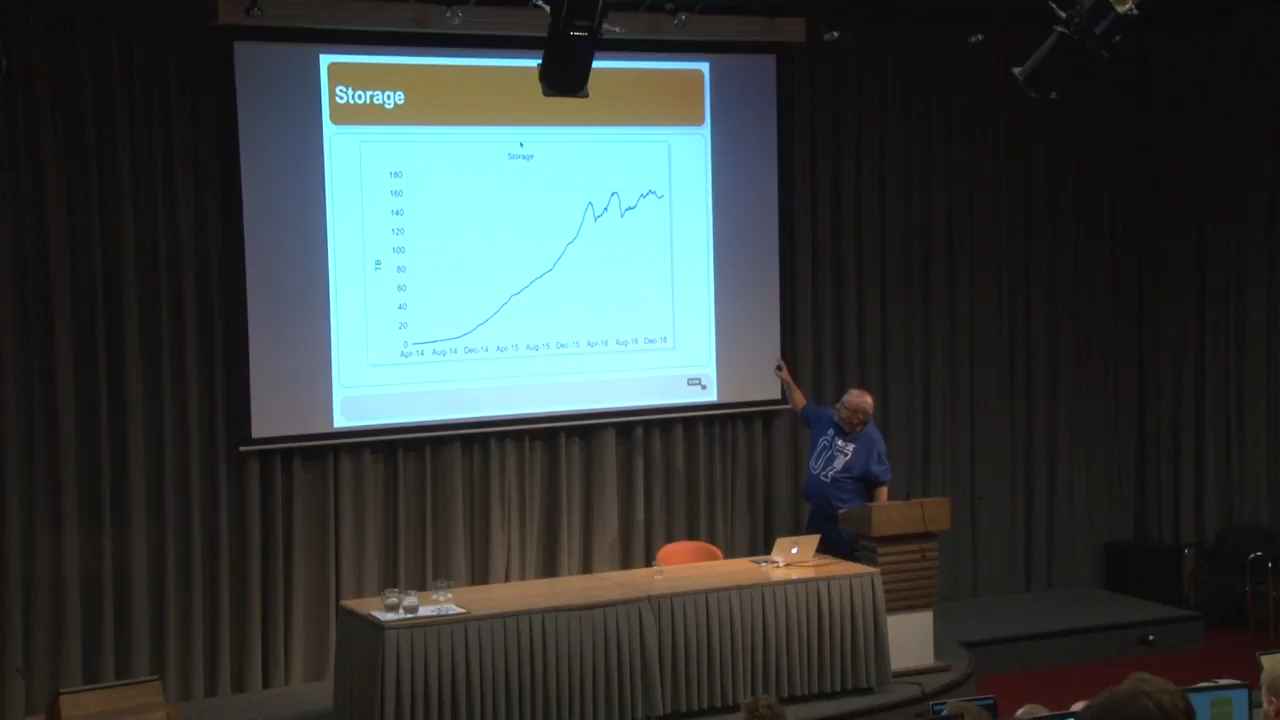 Storage
Storage
180
160
140
120
100
80
60
40
20
0
TB
Apr-14 Aug-14 Dec-14 Apr-15 Aug-15 Dec-15 Apr-16 Aug-16 Dec-16
07